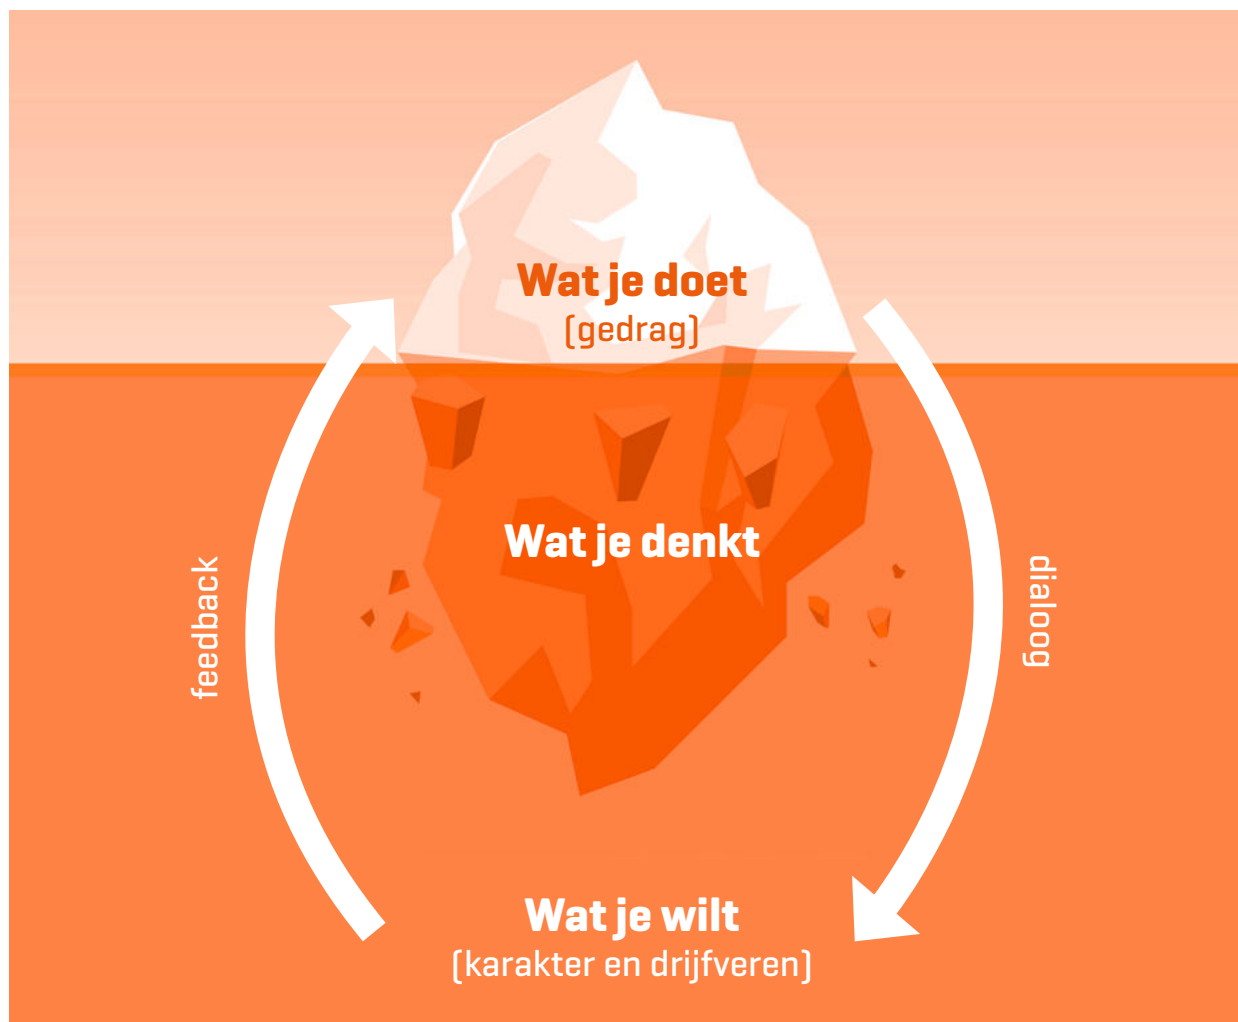 Wat je doet
(gedrag)
Wat je denkt
feedback
dialoog
Wat je wilt
(karakter en drijfveren)